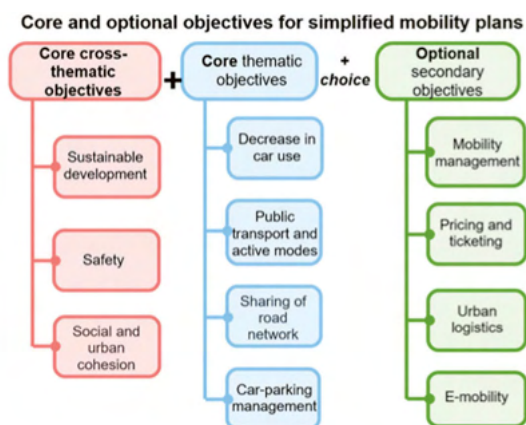 Core and optional objectives for simplified mobility plans
Core cross-
thematic
objectives
+
Core thematic
objectives
+
choice
Optional
secondary
objectives
Sustainable
development
Safety
Social and
urban
cohesion
Decrease in
car use
Public
transport and
active modes
Sharing of
road
network
Car-parking
management
Mobility
management
Pricing and
ticketing
Urban
logistics
E-mobility